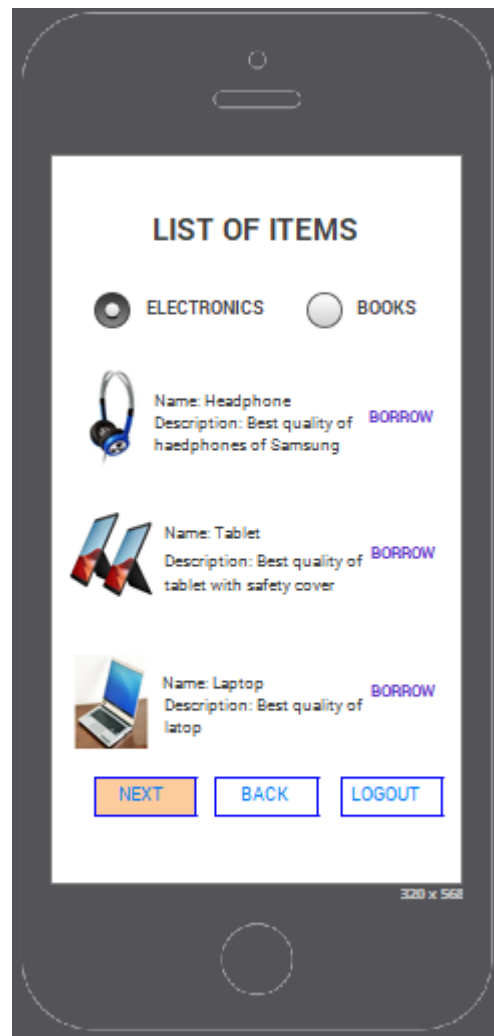 LIST OF ITEMS
ELECTRONICS
BOOKS
Name: Headphone
Description: Best quality of
haedphones of Samsung
BORROW
Name: Tablet
Description: Best quality of
tablet with safety cover
BORROW
Name: Laptop
Description: Best quality of
latop
BORROW
NEXT
BACK
LOGOUT
320 x 568